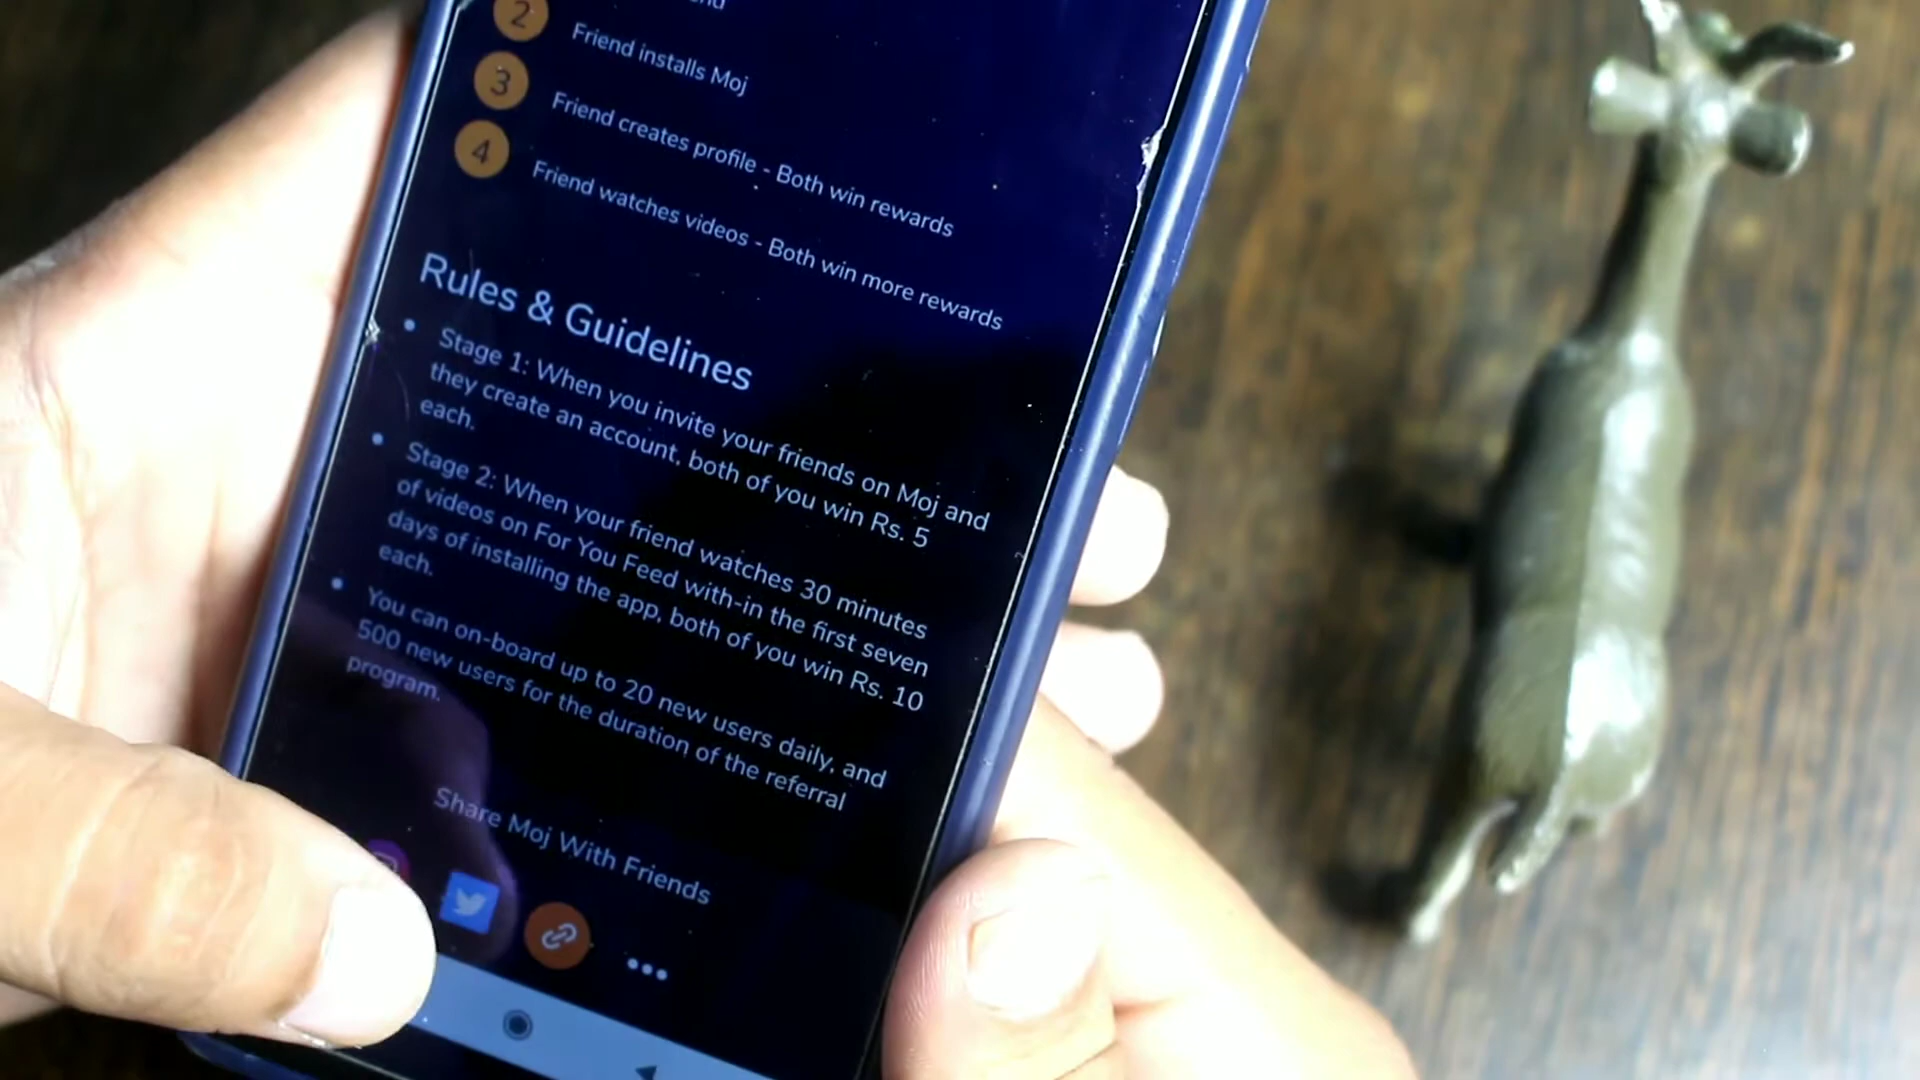 2
Friend installs Moj
3
Friend creates profile - Both win rewards
4
Friend watches videos - Both win more rewards
Rules & Guidelines
• Stage 1: When you invite your friends on Moj and
they create an account, both of you win Rs. 5
each.
• Stage 2: When your friend watches 30 minutes
of videos on For You Feed with-in the first seven
days of installing the app, both of you win Rs. 10
each.
• You can on-board up to 20 new users daily, and
500 new users for the duration of the referral
program.
Share Moj With Friends